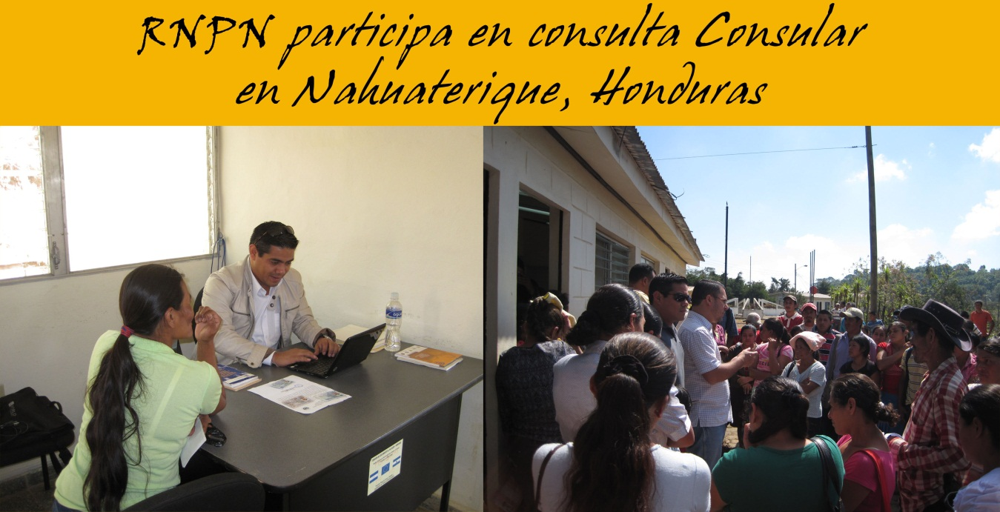 RNPN participa en consulta Consular
en Nahuaterique, Honduras